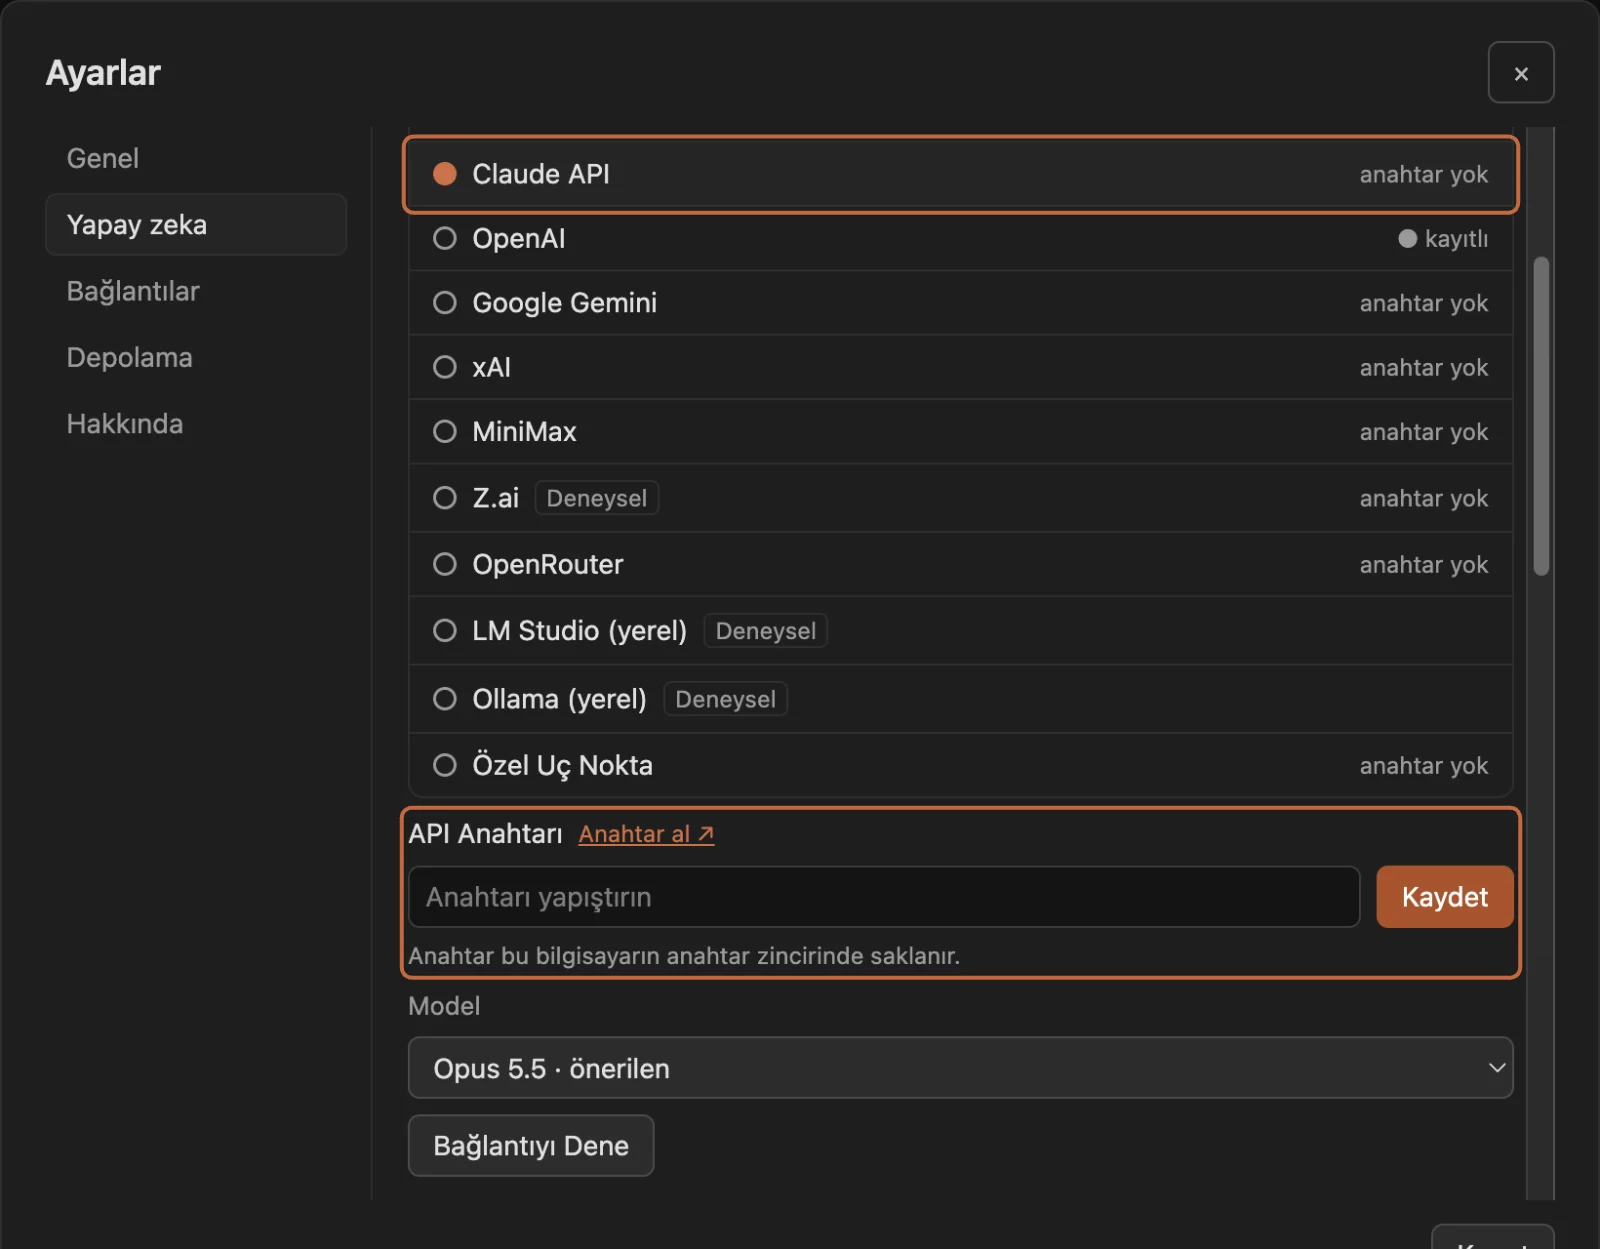 Ayarlar
×
Genel
Yapay zeka
Bağlantılar
Depolama
Hakkında
Claude API anahtar yok
OpenAI kayıtlı
Google Gemini anahtar yok
xAI anahtar yok
MiniMax anahtar yok
Z.ai Deneysel anahtar yok
OpenRouter anahtar yok
LM Studio (yerel) Deneysel
Ollama (yerel) Deneysel
Özel Uç Nokta anahtar yok
API Anahtarı Anahtar al ↗
Anahtarı yapıştırın Kaydet
Anahtar bu bilgisayarın anahtar zincirinde saklanır.
Model
Opus 5.5 · önerilen
Bağlantıyı Dene